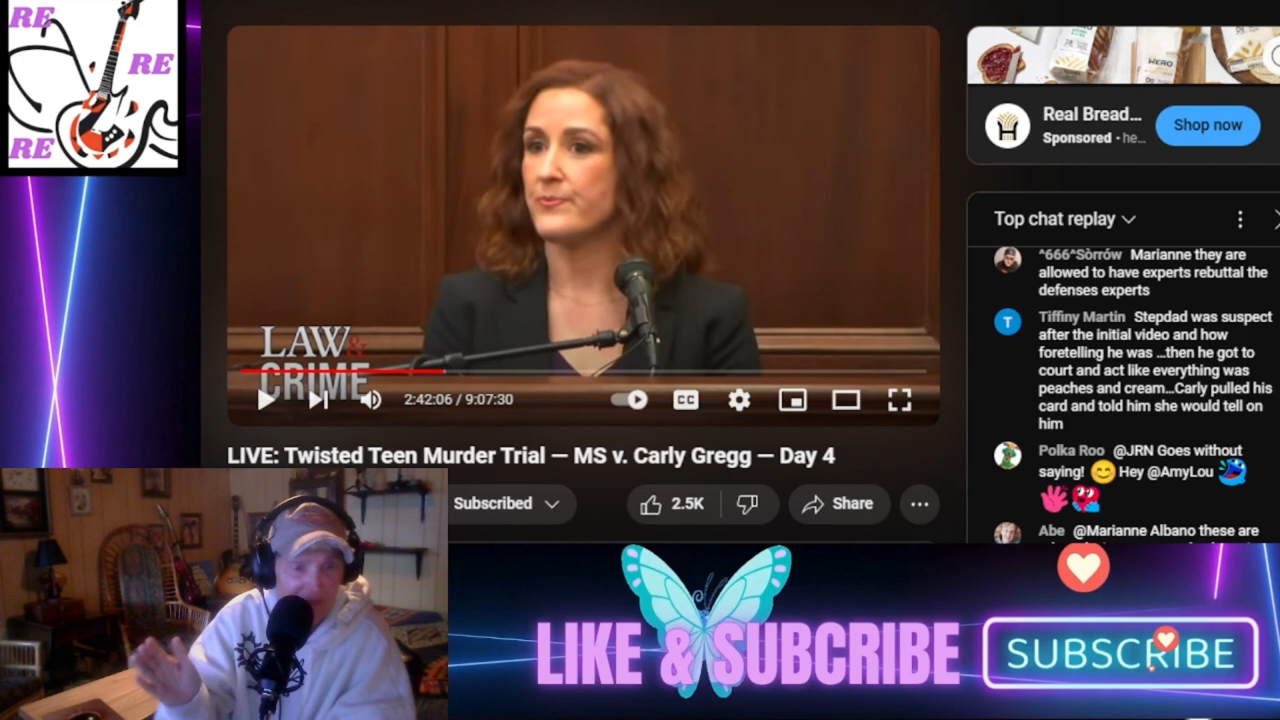 RE
RE
RE
LAW&
CRIME
2:42:06 / 9:07:30
CC
LIVE: Twisted Teen Murder Trial — MS v. Carly Gregg — Day 4
Subscribed
2.5K
Share
HERO
Real Bread...
Sponsored • he...
Shop now
Top chat replay
^666^Sòrrów Marianne they are
allowed to have experts rebuttal the
defenses experts
T
Tiffiny Martin Stepdad was suspect
after the initial video and how
foretelling he was ...then he got to
court and act like everything was
peaches and cream...Carly pulled his
card and told him she would tell on
him
Polka Roo @JRN Goes without
saying! 😊 Hey @AmyLou
Abe @Marianne Albano these are
LIKE & SUBCRIBE
SUBSCRIBE